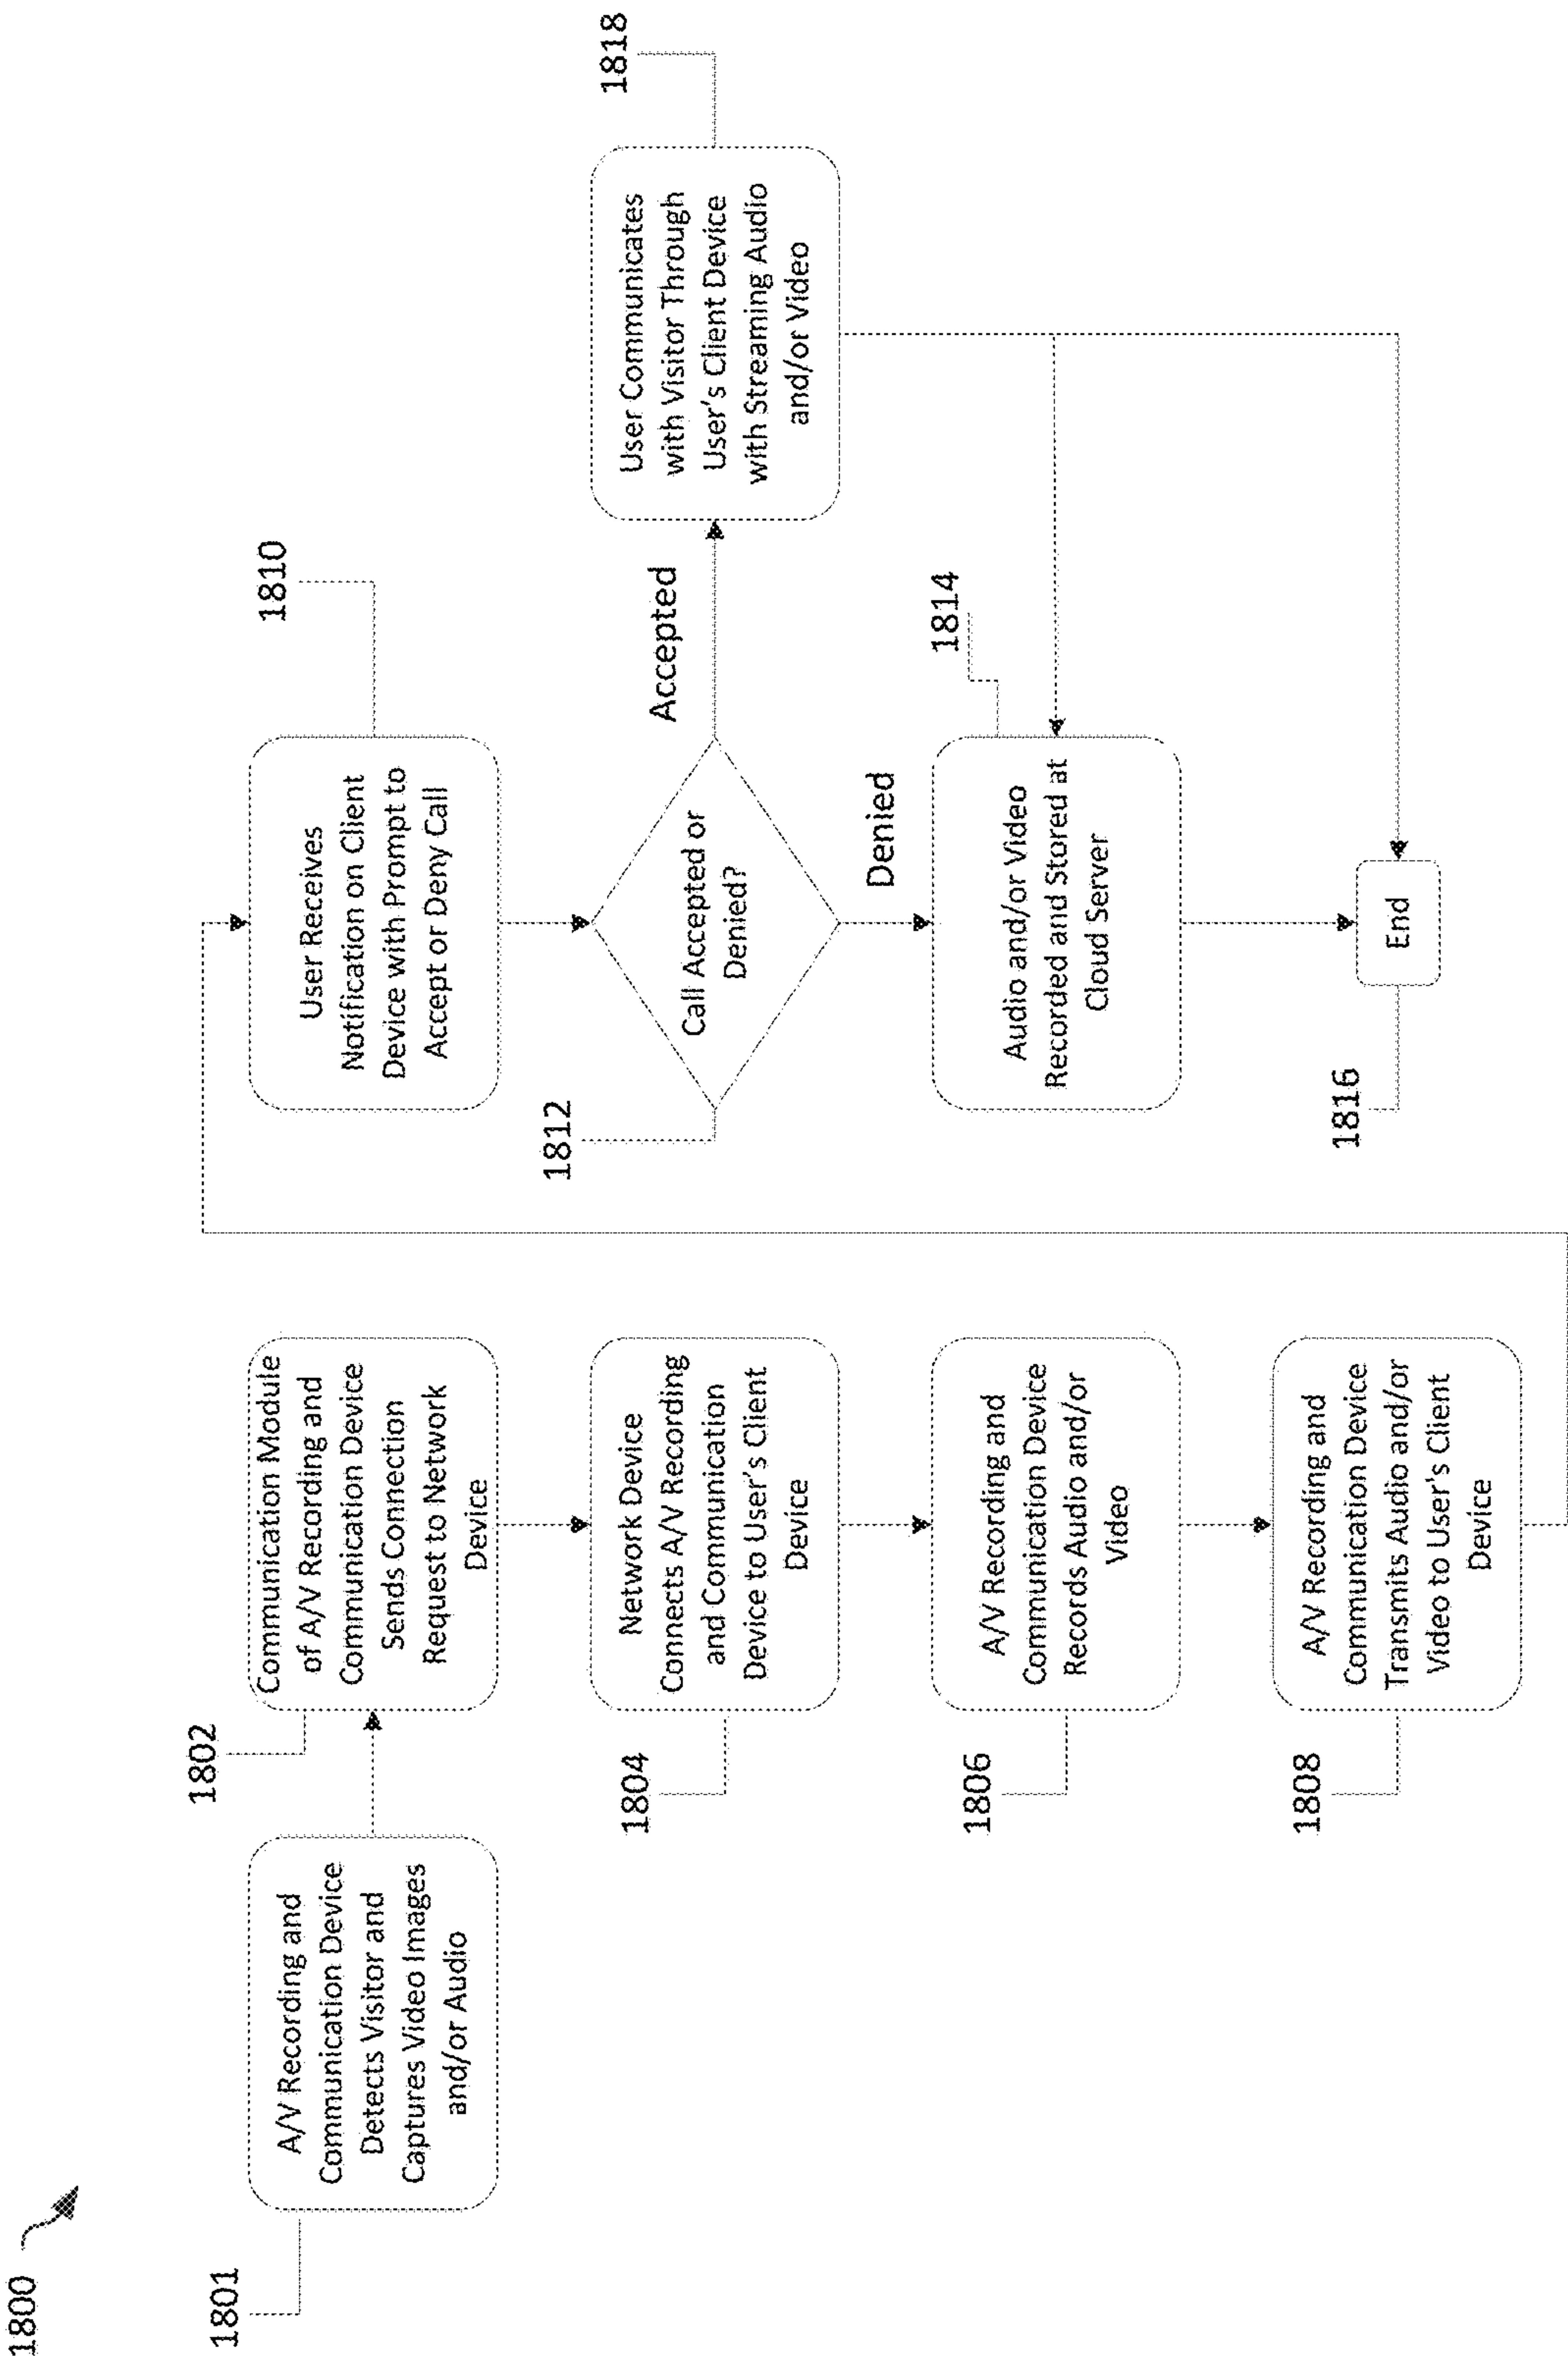 1800
1801
A/V Recording and
Communication Device
Detects Visitor and
Captures Video Images
and/or Audio
1802
Communication Module
of A/V Recording and
Communication Device
Sends Connection
Request to Network
Device
1804
Network Device
Connects A/V Recording
and Communication
Device to User's Client
Device
1806
A/V Recording and
Communication Device
Records Audio and/or
Video
1808
A/V Recording and
Communication Device
Transmits Audio and/or
Video to User's Client
Device
1810
User Receives
Notification on Client
Device with Prompt to
Accept or Deny Call
1812
Call Accepted or
Denied?
Accepted
1818
User Communicates
with Visitor Through
User's Client Device
with Streaming Audio
and/or Video
Denied
1814
Audio and/or Video
Recorded and Stored at
Cloud Server
1816
End